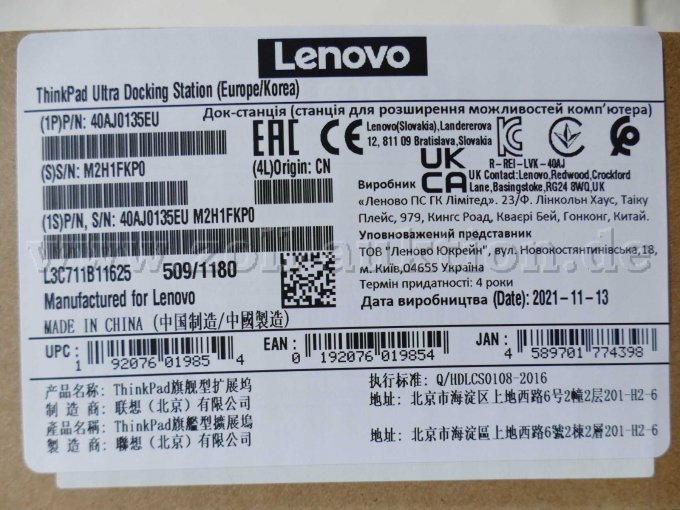 Lenovo
ThinkPad Ultra Docking Station (Europe/Korea)
Док-станція (станція для розширення можливостей комп'ютера)
(1P)P/N: 40AJ0135EU
EAC CE
Lenovo(Slovakia),Landererova
12, 811 09 Bratislava,Slovakia
R-REI-LVK-40AJ
(S)S/N: M2H1FKP0
(4L)Origin: CN
UK
CA
UK Contact:Lenovo,Redwood,Crockford
Lane,Basingstoke,RG24 8WQ,UK
(1S)P/N, S/N: 40AJ0135EU M2H1FKP0
Виробник
«Леново ПС ГК Лімітед». 23/Ф. Лінкольн Хаус, Таіку
Плейс, 979, Кингс Роад, Кваєрі Бей, Гонконг, Китай.
Уповноважений представник
ТОВ "Леново Юкрейн", вул. Новокостянтинівська,18,
м. Київ,04655 Україна
Термін придатності: 4 роки
Дата виробництва (Date): 2021-11-13
www.zoll-auktion.de
L3C711B11625 509/1180
Manufactured for Lenovo
MADE IN CHINA (中国制造/中國製造)
UPC: 1 92076 01985 4
EAN: 0 192076 019854
JAN: 4 589701 774398
产品名称: ThinkPad旗舰型扩展坞
制造商: 联想（北京）有限公司
產品名稱: ThinkPad旗艦型擴展塢
製造商: 聯想（北京）有限公司
执行标准: Q/HDLCS0108-2016
地址: 北京市海淀区上地西路6号2幢2层201-H2-6
地址: 北京市海淀區上地西路6號2棟2層201-H2-6